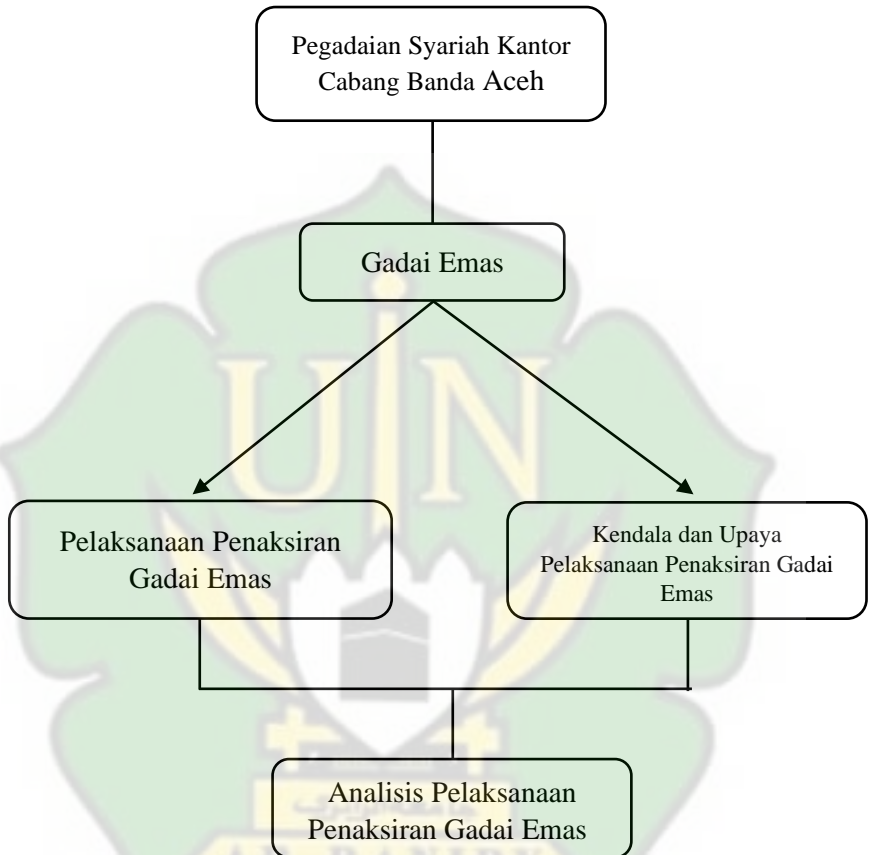 Pegadaian Syariah Kantor
Cabang Banda Aceh
Gadai Emas
UIN
Pelaksanaan Penaksiran
Gadai Emas
Kendala dan Upaya
Pelaksanaan Penaksiran Gadai
Emas
Analisis Pelaksanaan
Penaksiran Gadai Emas